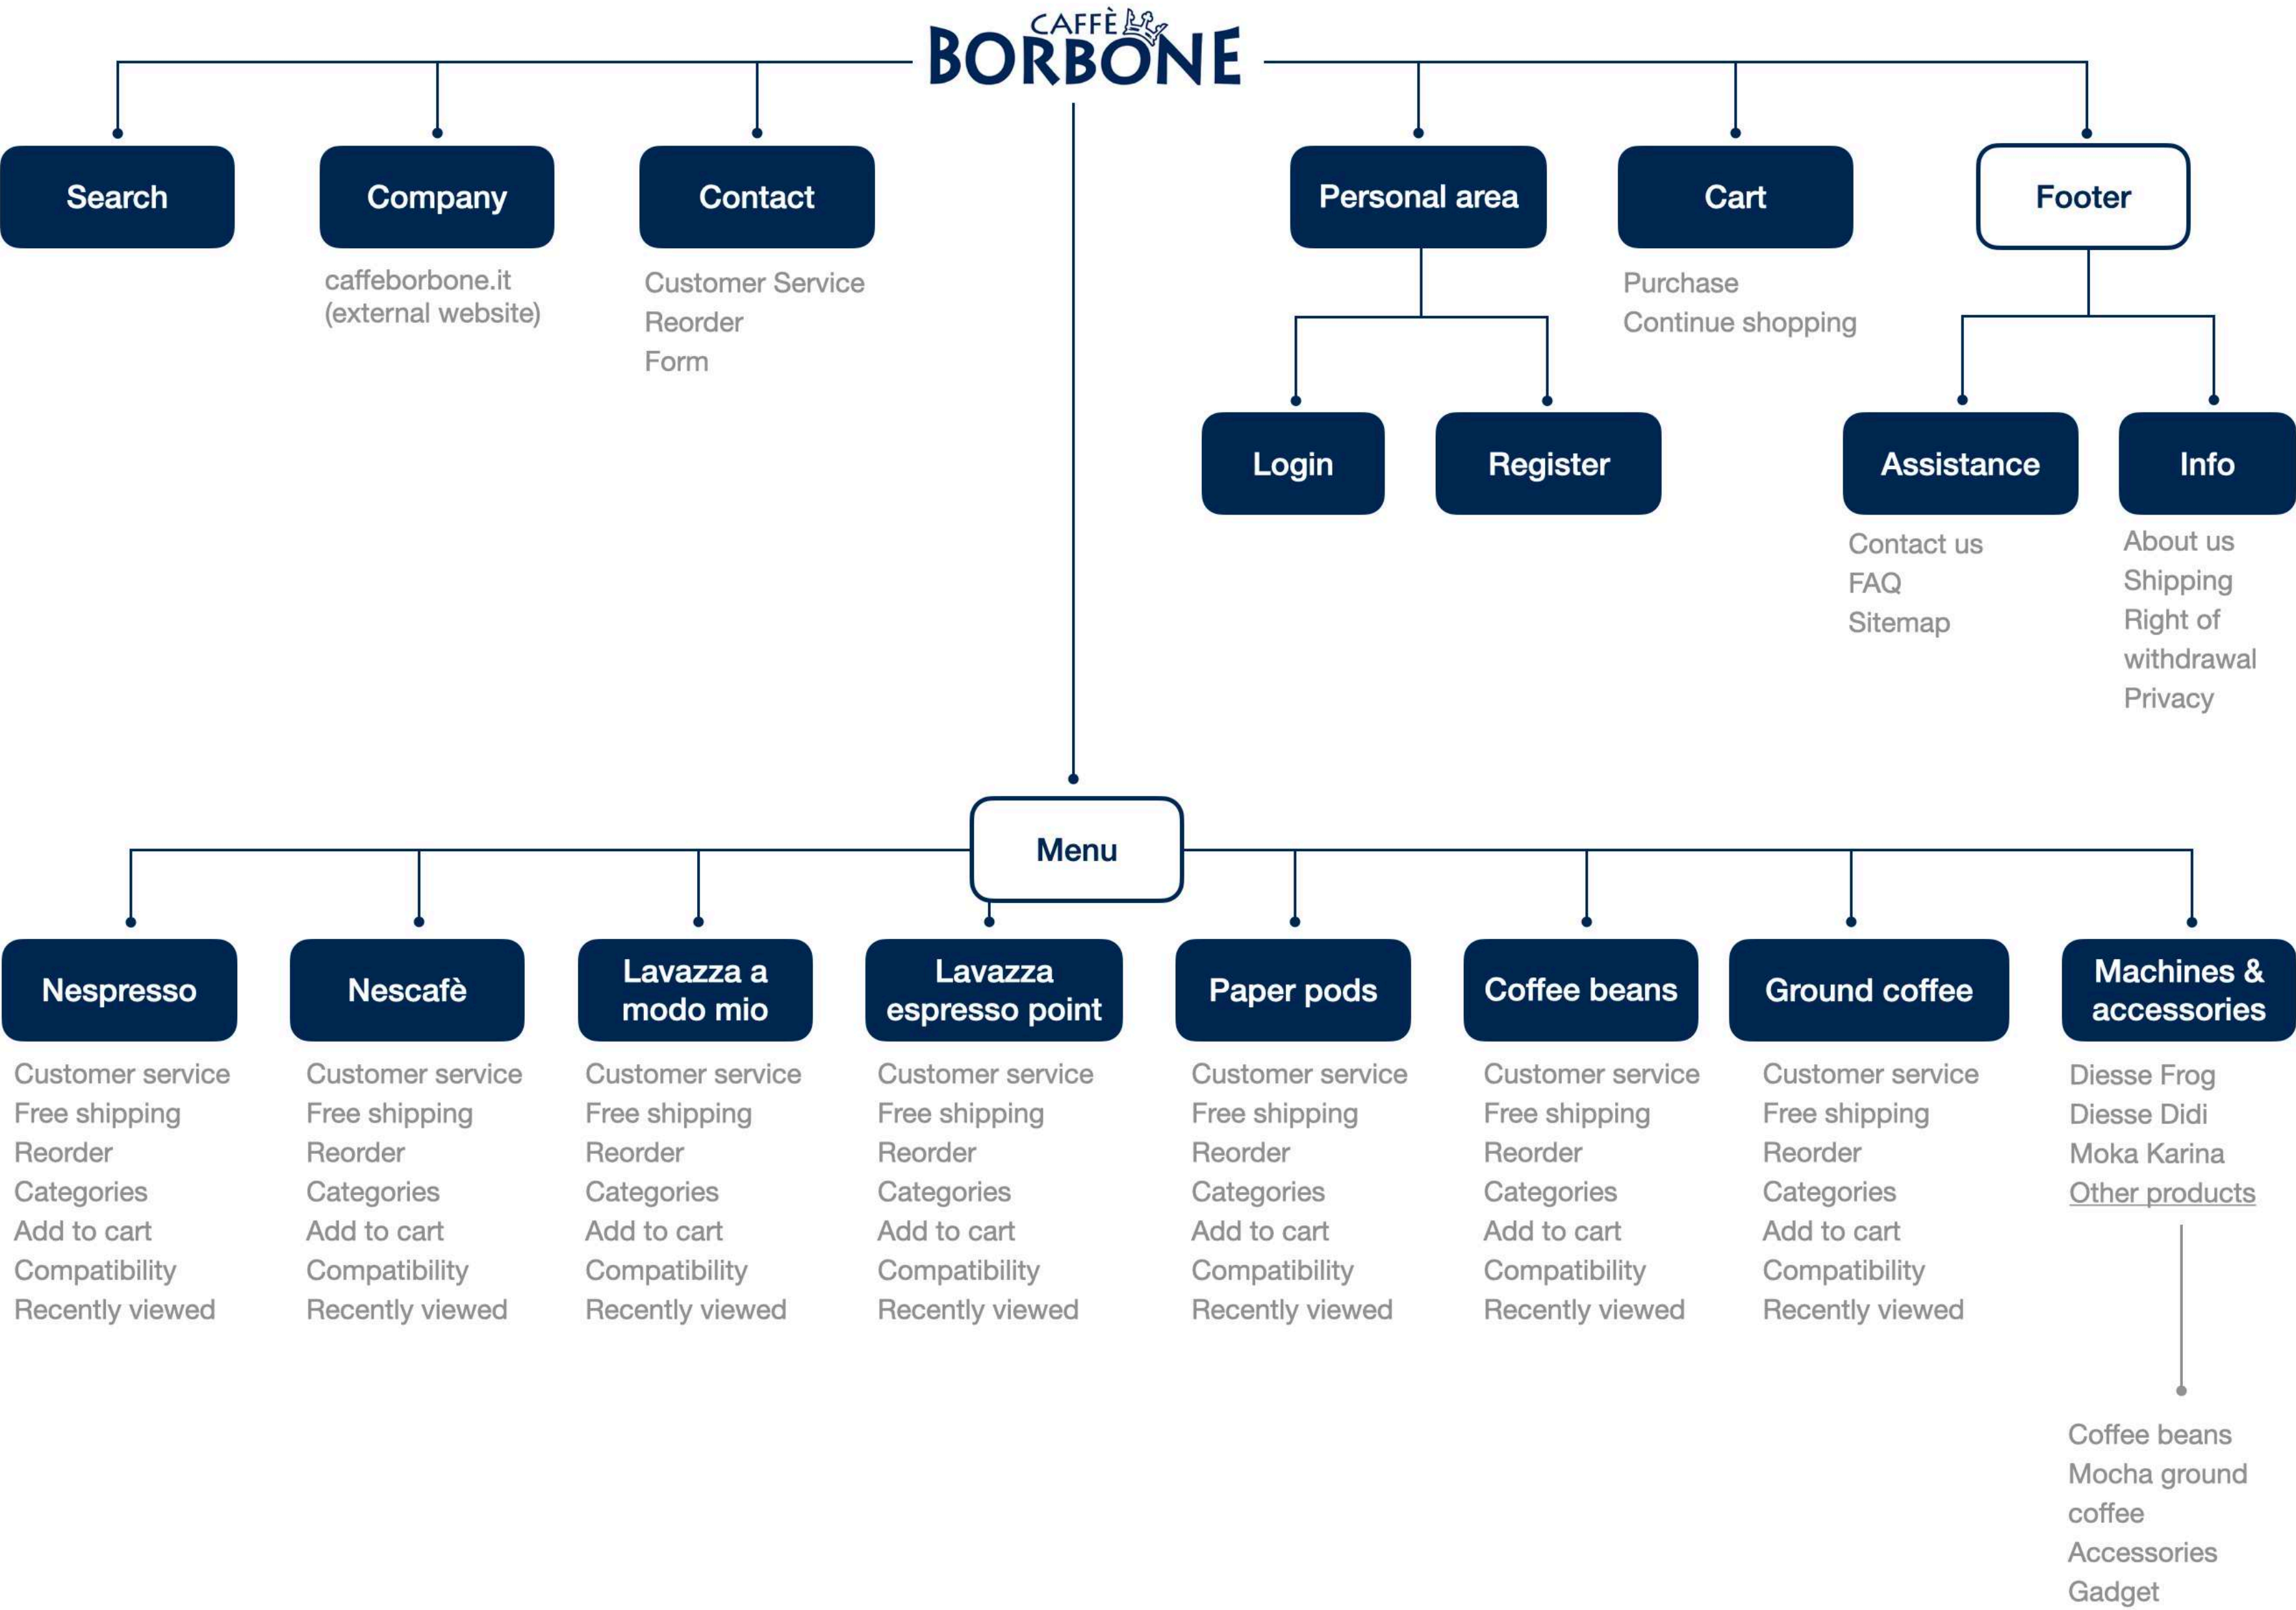 CAFFÈ
BORBONE
Search
Company
Contact
Personal area
Cart
Footer
caffeborbone.it
(external website)
Customer Service
Reorder
Form
Purchase
Continue shopping
Login
Register
Assistance
Info
Contact us
FAQ
Sitemap
About us
Shipping
Right of
withdrawal
Privacy
Menu
Nespresso
Nescafè
Lavazza a
modo mio
Lavazza
espresso point
Paper pods
Coffee beans
Ground coffee
Machines &
accessories
Customer service
Free shipping
Reorder
Categories
Add to cart
Compatibility
Recently viewed
Customer service
Free shipping
Reorder
Categories
Add to cart
Compatibility
Recently viewed
Customer service
Free shipping
Reorder
Categories
Add to cart
Compatibility
Recently viewed
Customer service
Free shipping
Reorder
Categories
Add to cart
Compatibility
Recently viewed
Customer service
Free shipping
Reorder
Categories
Add to cart
Compatibility
Recently viewed
Customer service
Free shipping
Reorder
Categories
Add to cart
Compatibility
Recently viewed
Customer service
Free shipping
Reorder
Categories
Add to cart
Compatibility
Recently viewed
Diesse Frog
Diesse Didi
Moka Karina
Other products
Coffee beans
Mocha ground
coffee
Accessories
Gadget